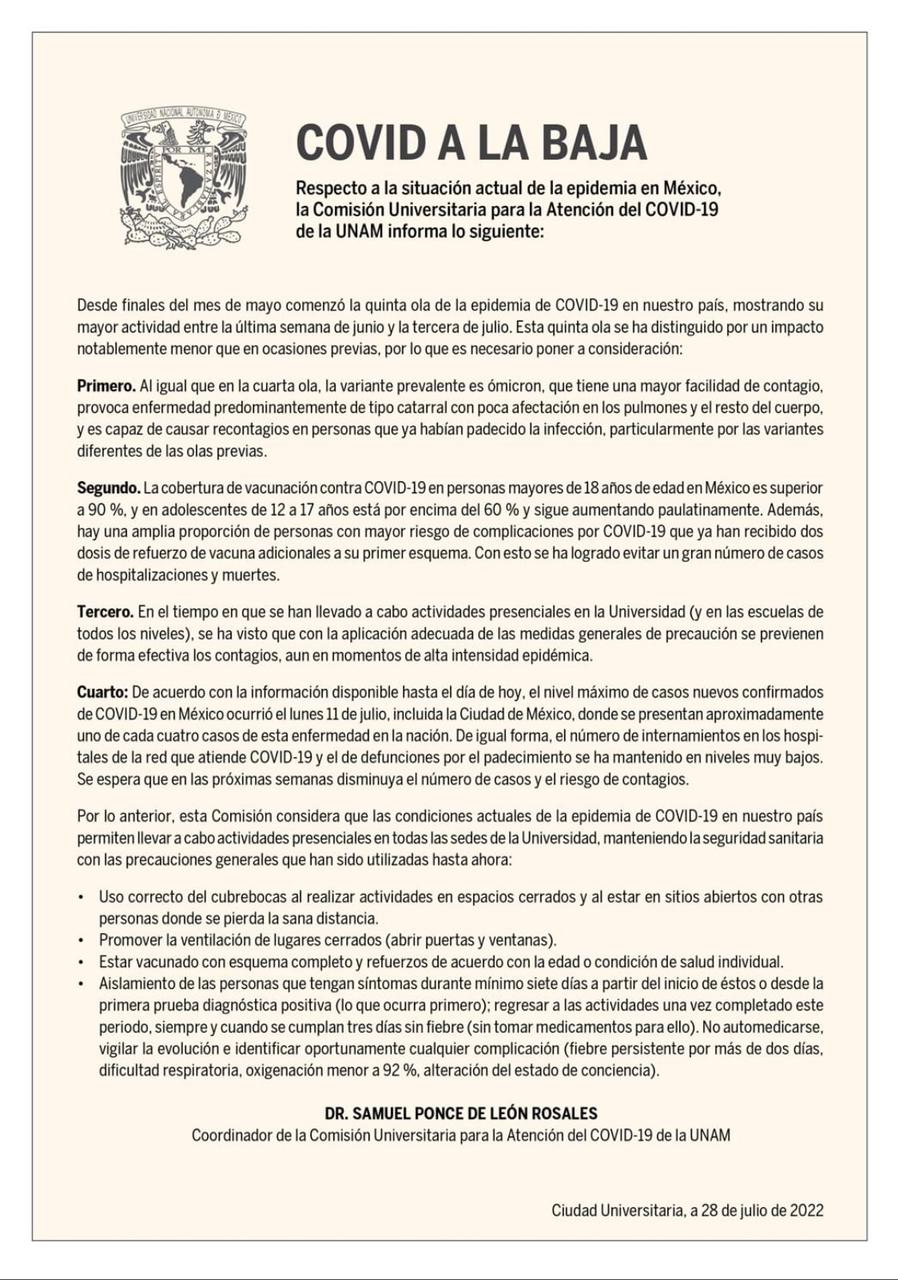 UNIVERSIDAD NACIONAL AUTONOMA D MEXICO
POR MI RAZA HABLARA
EL ESPIRITU
COVID A LA BAJA
Respecto a la situación actual de la epidemia en México,
la Comisión Universitaria para la Atención del COVID-19
de la UNAM informa lo siguiente:
Desde finales del mes de mayo comenzó la quinta ola de la epidemia de COVID-19 en nuestro país, mostrando su
mayor actividad entre la última semana de junio y la tercera de julio. Esta quinta ola se ha distinguido por un impacto
notablemente menor que en ocasiones previas, por lo que es necesario poner a consideración:
Primero. Al igual que en la cuarta ola, la variante prevalente es ómicron, que tiene una mayor facilidad de contagio,
provoca enfermedad predominantemente de tipo catarral con poca afectación en los pulmones y el resto del cuerpo,
y es capaz de causar recontagios en personas que ya habían padecido la infección, particularmente por las variantes
diferentes de las olas previas.
Segundo. La cobertura de vacunación contra COVID-19 en personas mayores de 18 años de edad en México es superior
a 90 %, y en adolescentes de 12 a 17 años está por encima del 60 % y sigue aumentando paulatinamente. Además,
hay una amplia proporción de personas con mayor riesgo de complicaciones por COVID-19 que ya han recibido dos
dosis de refuerzo de vacuna adicionales a su primer esquema. Con esto se ha logrado evitar un gran número de casos
de hospitalizaciones y muertes.
Tercero. En el tiempo en que se han llevado a cabo actividades presenciales en la Universidad (y en las escuelas de
todos los niveles), se ha visto que con la aplicación adecuada de las medidas generales de precaución se previenen
de forma efectiva los contagios, aun en momentos de alta intensidad epidémica.
Cuarto: De acuerdo con la información disponible hasta el día de hoy, el nivel máximo de casos nuevos confirmados
de COVID-19 en México ocurrió el lunes 11 de julio, incluida la Ciudad de México, donde se presentan aproximadamente
uno de cada cuatro casos de esta enfermedad en la nación. De igual forma, el número de internamientos en los hospi-
tales de la red que atiende COVID-19 y el de defunciones por el padecimiento se ha mantenido en niveles muy bajos.
Se espera que en las próximas semanas disminuya el número de casos y el riesgo de contagios.
Por lo anterior, esta Comisión considera que las condiciones actuales de la epidemia de COVID-19 en nuestro país
permiten llevar a cabo actividades presenciales en todas las sedes de la Universidad, manteniendo la seguridad sanitaria
con las precauciones generales que han sido utilizadas hasta ahora:
• Uso correcto del cubrebocas al realizar actividades en espacios cerrados y al estar en sitios abiertos con otras
personas donde se pierda la sana distancia.
• Promover la ventilación de lugares cerrados (abrir puertas y ventanas).
• Estar vacunado con esquema completo y refuerzos de acuerdo con la edad o condición de salud individual.
• Aislamiento de las personas que tengan síntomas durante mínimo siete días a partir del inicio de éstos o desde la
primera prueba diagnóstica positiva (lo que ocurra primero); regresar a las actividades una vez completado este
periodo, siempre y cuando se cumplan tres días sin fiebre (sin tomar medicamentos para ello). No automedicarse,
vigilar la evolución e identificar oportunamente cualquier complicación (fiebre persistente por más de dos días,
dificultad respiratoria, oxigenación menor a 92 %, alteración del estado de conciencia).
DR. SAMUEL PONCE DE LEÓN ROSALES
Coordinador de la Comisión Universitaria para la Atención del COVID-19 de la UNAM
Ciudad Universitaria, a 28 de julio de 2022